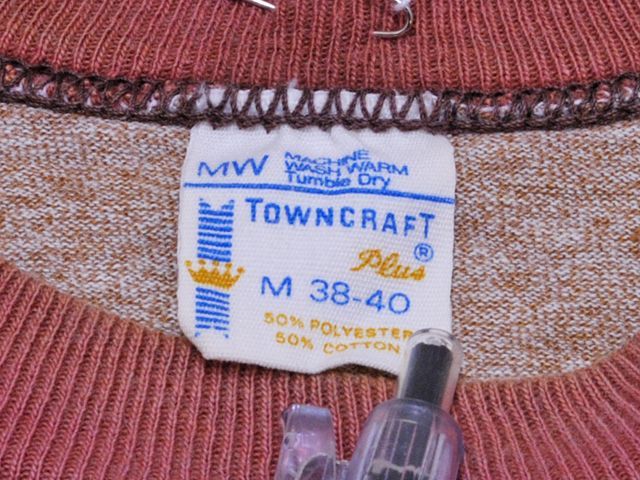 MW MACHINE
WASH WARM
Tumble Dry
TOWNCRAFT
®
Plus
M 38-40
50% POLYESTER
50% COTTON